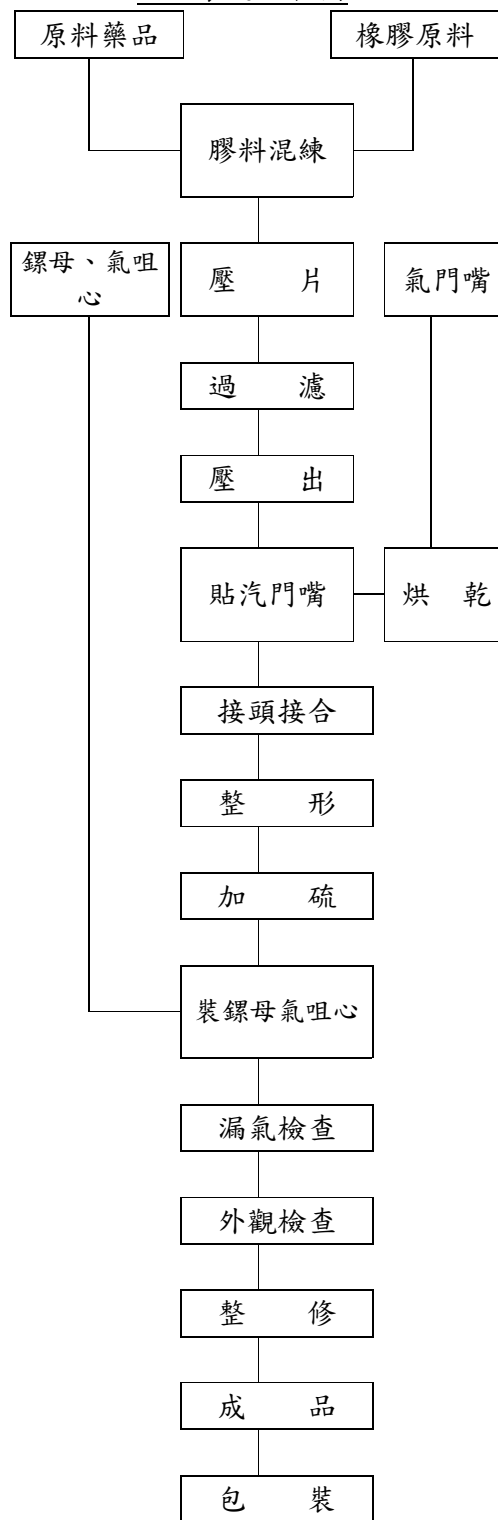 原料藥品
橡膠原料
膠料混練
鏍母、氣咀
心
壓 片
氣門嘴
過 濾
壓 出
貼汽門嘴
烘 乾
接頭接合
整 形
加 硫
裝鏍母氣咀心
漏氣檢查
外觀檢查
整 修
成 品
包 裝